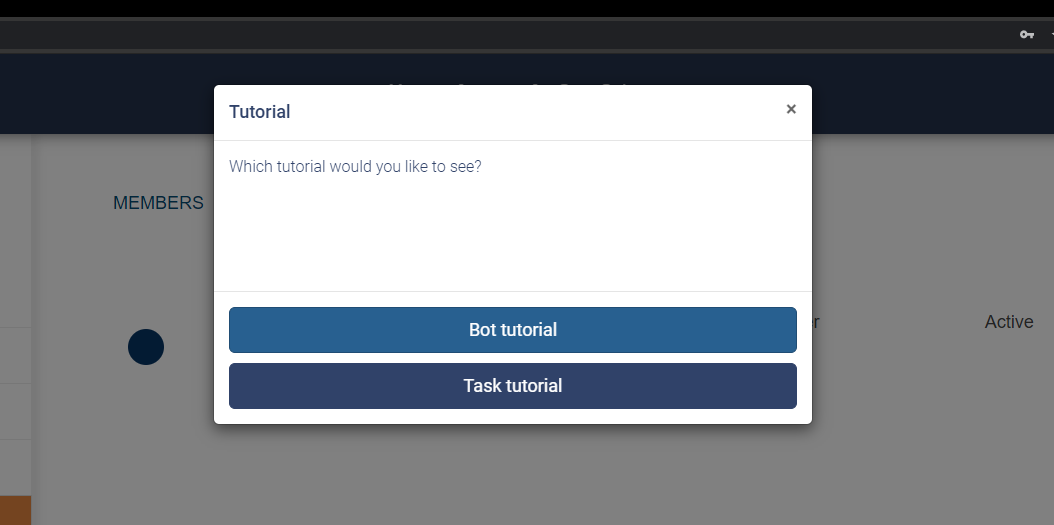 Tutorial
×
Which tutorial would you like to see?
MEMBERS
Active
Bot tutorial
Task tutorial